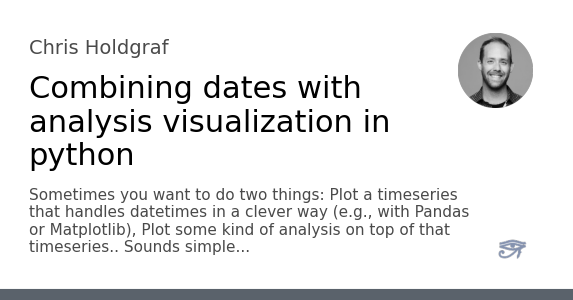 Chris Holdgraf
Combining dates with
analysis visualization in
python
Sometimes you want to do two things: Plot a timeseries
that handles datetimes in a clever way (e.g., with Pandas
or Matplotlib), Plot some kind of analysis on top of that
timeseries.. Sounds simple...